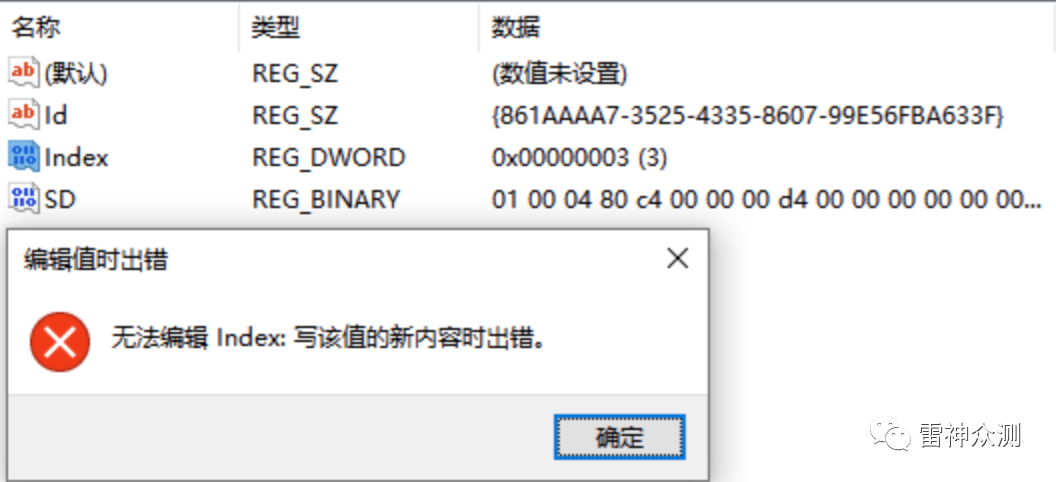 名称 类型 数据
(默认) REG_SZ (数值未设置)
Id REG_SZ {861AAAA7-3525-4335-8607-99E56FBA633F}
Index REG_DWORD 0x00000003 (3)
SD REG_BINARY 01 00 04 80 c4 00 00 00 d4 00 00 00 00 00 00...
编辑值时出错
无法编辑 Index: 写该值的新内容时出错。
确定
雷神众测